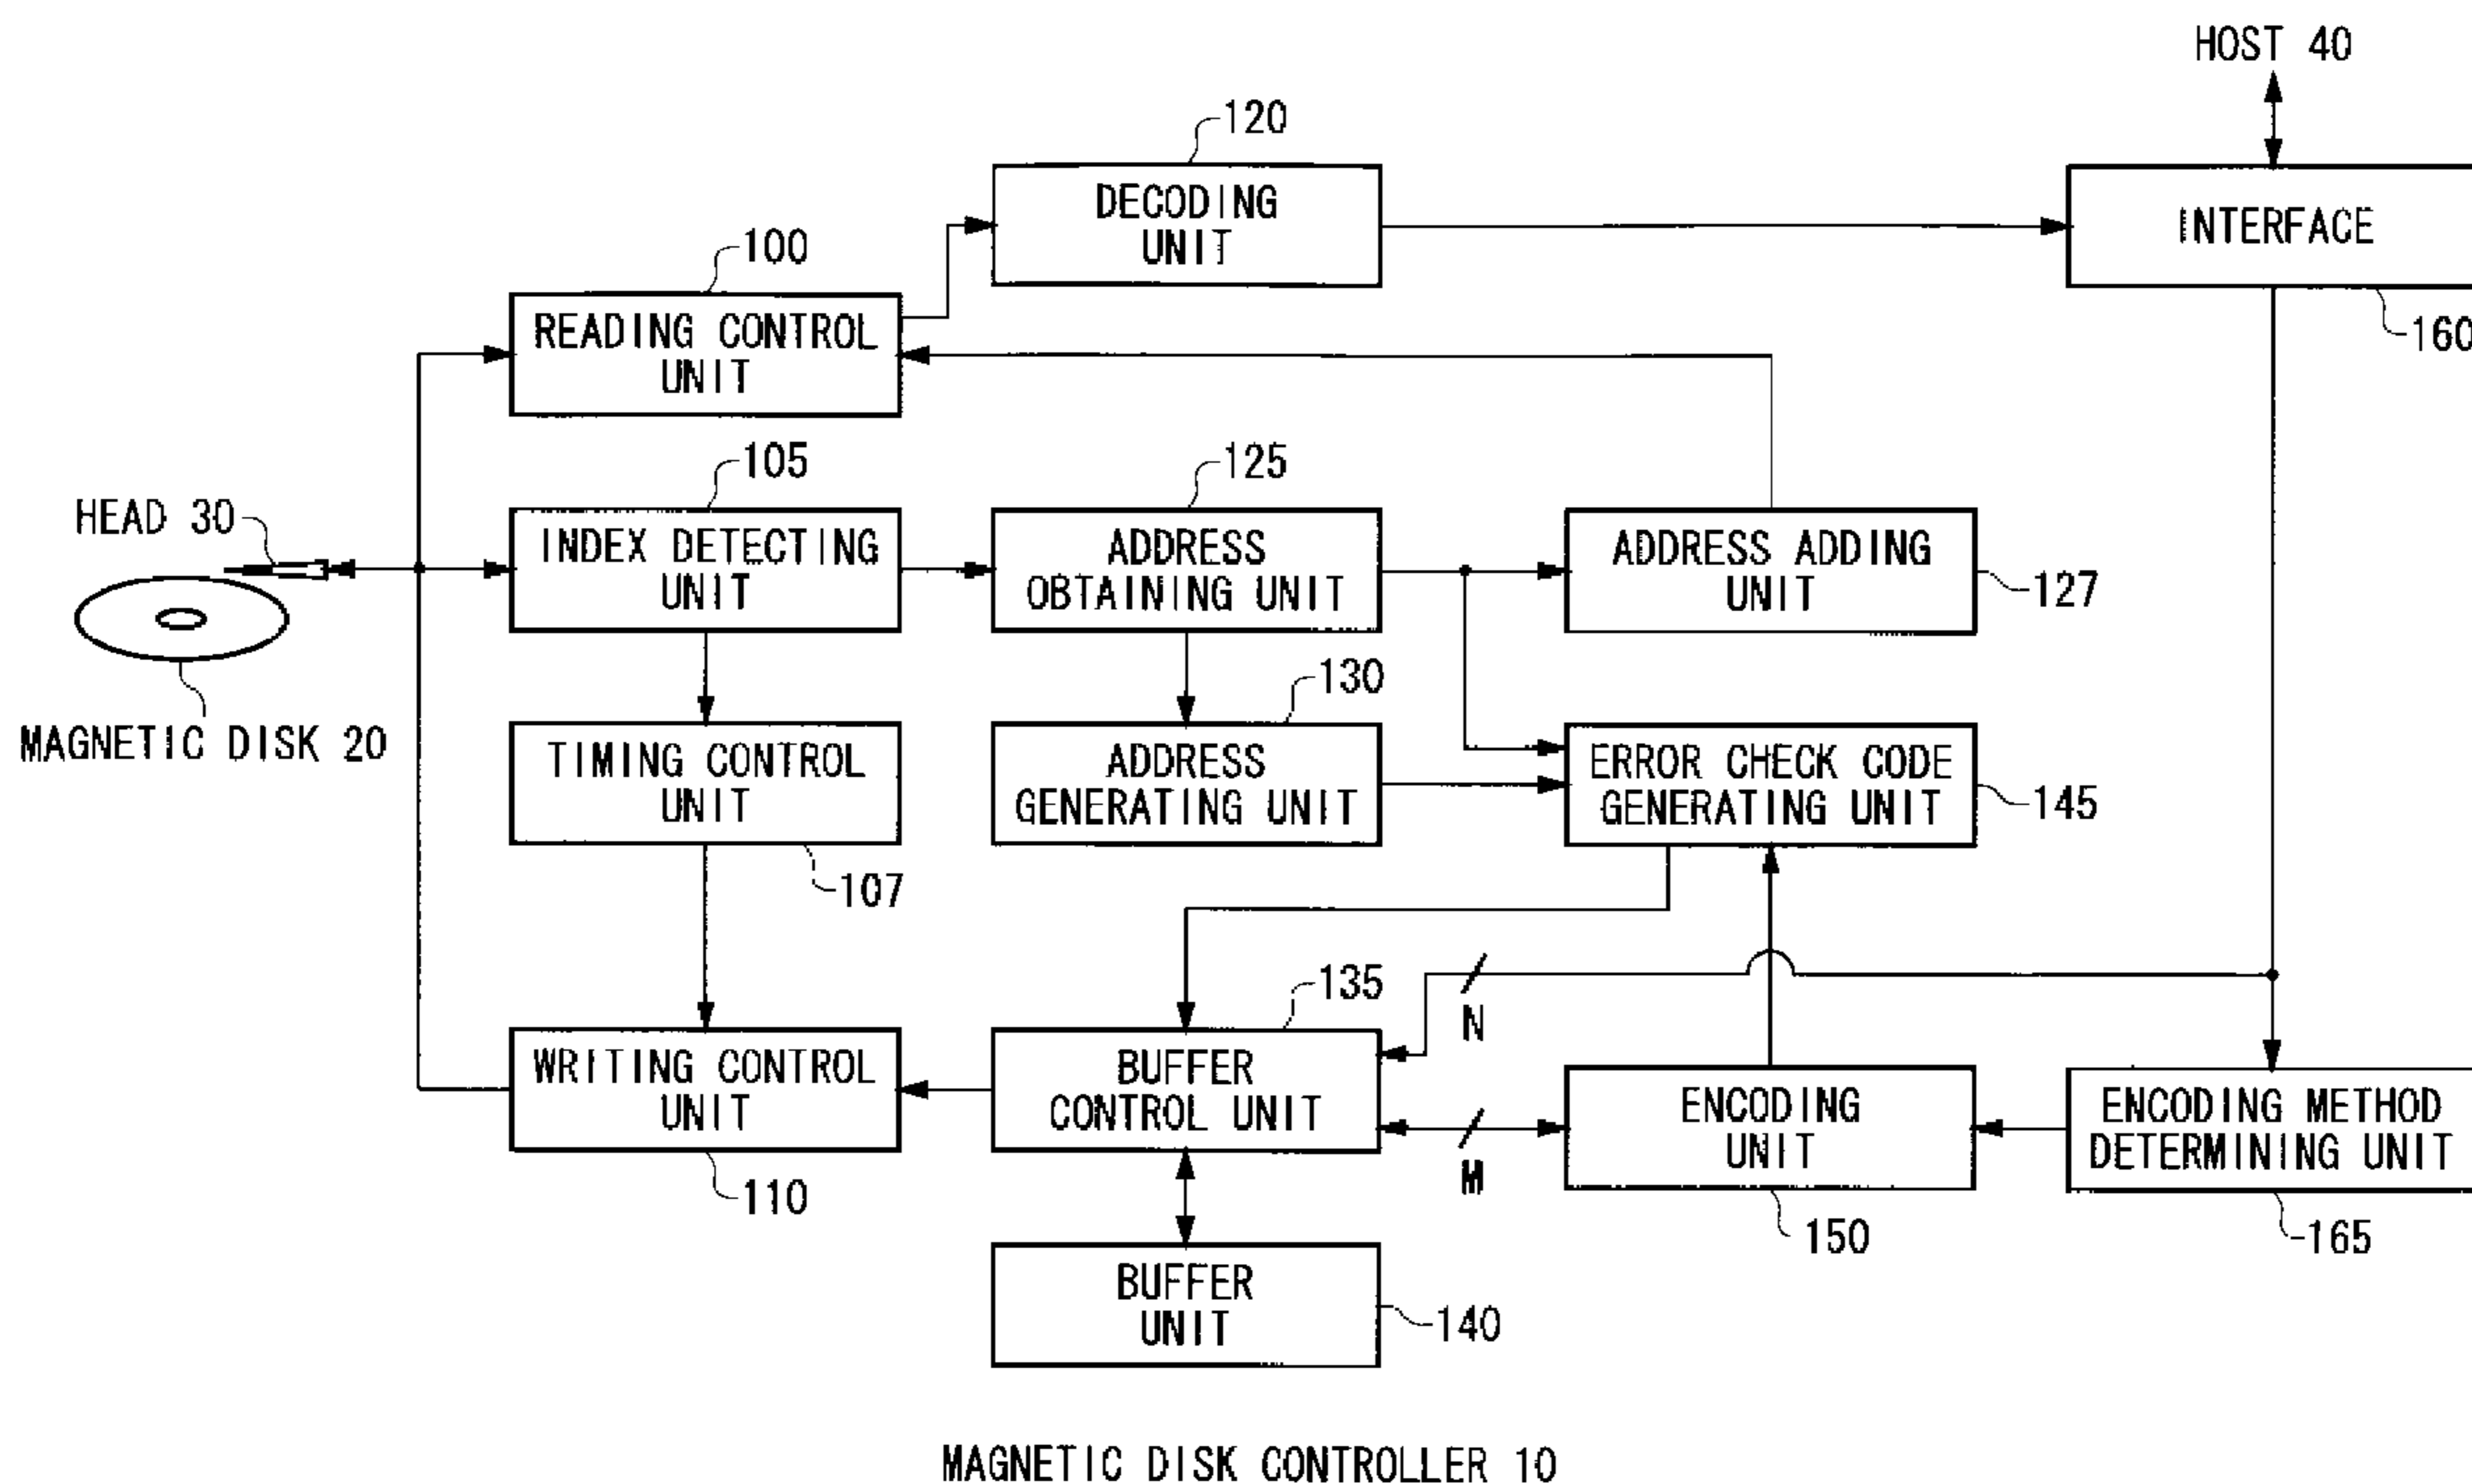 HOST 40
120
DECODING
UNIT
INTERFACE
160
100
READING CONTROL
UNIT
105
125
HEAD 30
INDEX DETECTING
UNIT
ADDRESS
OBTAINING UNIT
ADDRESS ADDING
UNIT
127
MAGNETIC DISK 20
130
TIMING CONTROL
UNIT
107
ADDRESS
GENERATING UNIT
ERROR CHECK CODE
GENERATING UNIT
145
135
N
WRITING CONTROL
UNIT
110
BUFFER
CONTROL UNIT
M
ENCODING
UNIT
150
ENCODING METHOD
DETERMINING UNIT
165
BUFFER
UNIT
140
MAGNETIC DISK CONTROLLER 10